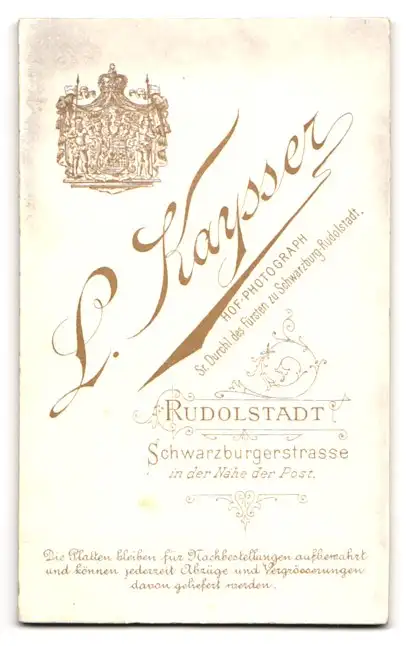 L. Kaysser
HOF-PHOTOGRAPH
Sr. Durchl. des Fürsten zu Schwarzburg-Rudolstadt.
RUDOLSTADT
Schwarzburgerstrasse
in der Nähe der Post.
Die Platten bleiben für Nachbestellungen aufbewahrt
und können jederzeit Abzüge und Vergrösserungen
davon geliefert werden.